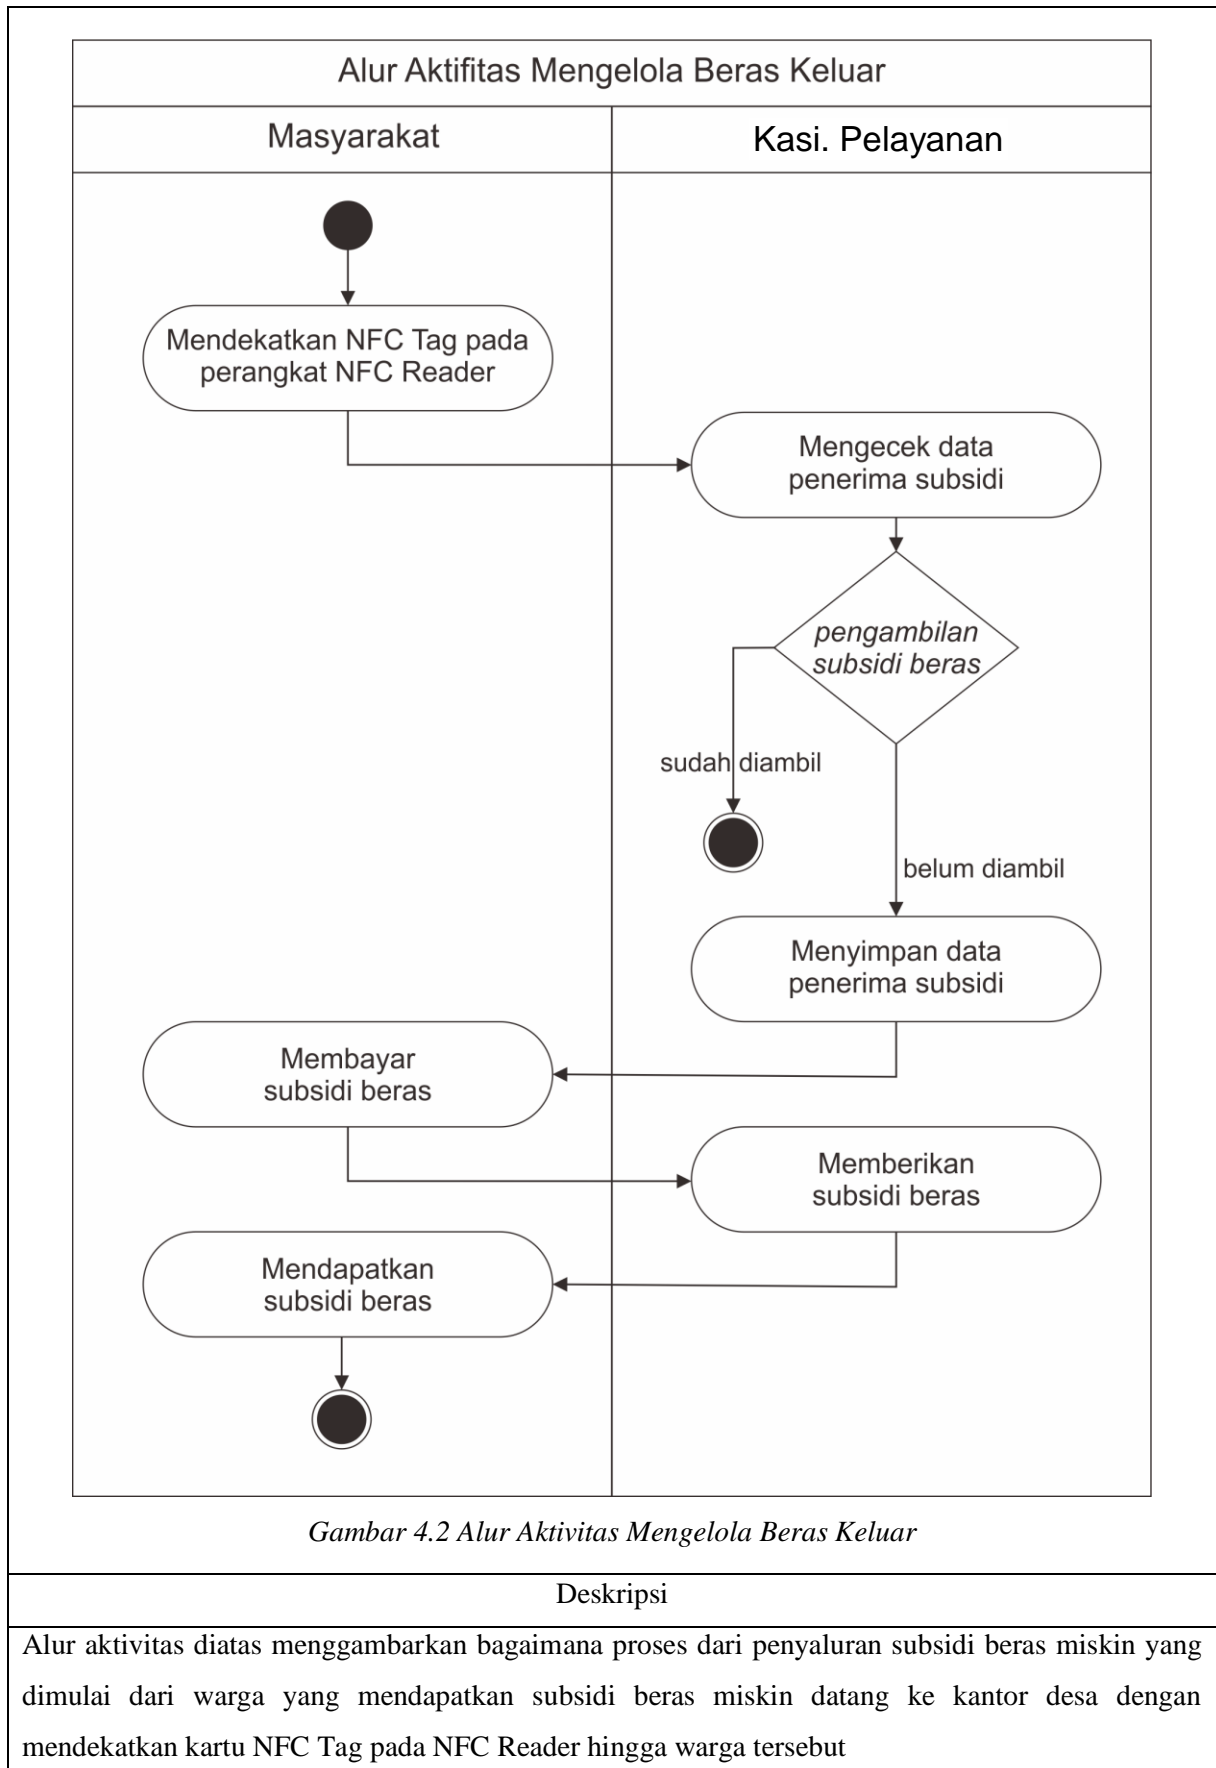 Alur Aktifitas Mengelola Beras Keluar
Masyarakat
Kasi. Pelayanan
Mendekatkan NFC Tag pada
perangkat NFC Reader
Mengecek data
penerima subsidi
pengambilan
subsidi beras
sudah diambil
belum diambil
Menyimpan data
penerima subsidi
Membayar
subsidi beras
Memberikan
subsidi beras
Mendapatkan
subsidi beras
Gambar 4.2 Alur Aktivitas Mengelola Beras Keluar
Deskripsi
Alur aktivitas diatas menggambarkan bagaimana proses dari penyaluran subsidi beras miskin yang
dimulai dari warga yang mendapatkan subsidi beras miskin datang ke kantor desa dengan
mendekatkan kartu NFC Tag pada NFC Reader hingga warga tersebut